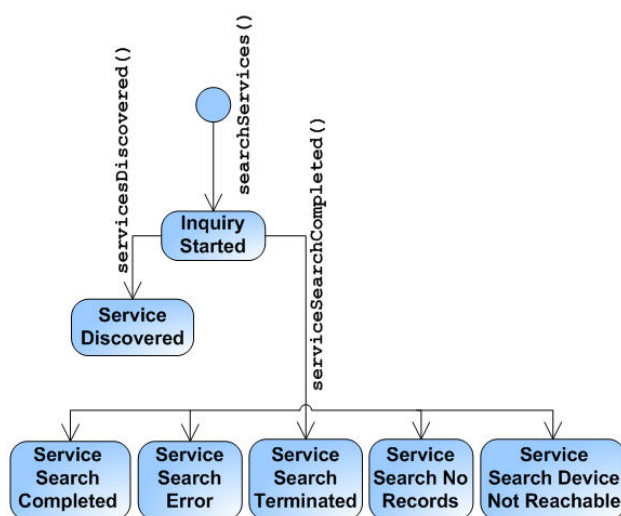 servicesDiscovered()
searchServices()
serviceSearchCompleted()
Inquiry
Started
Service
Discovered
Service
Search
Completed
Service
Search
Error
Service
Search
Terminated
Service
Search No
Records
Service
Search Device
Not Reachable